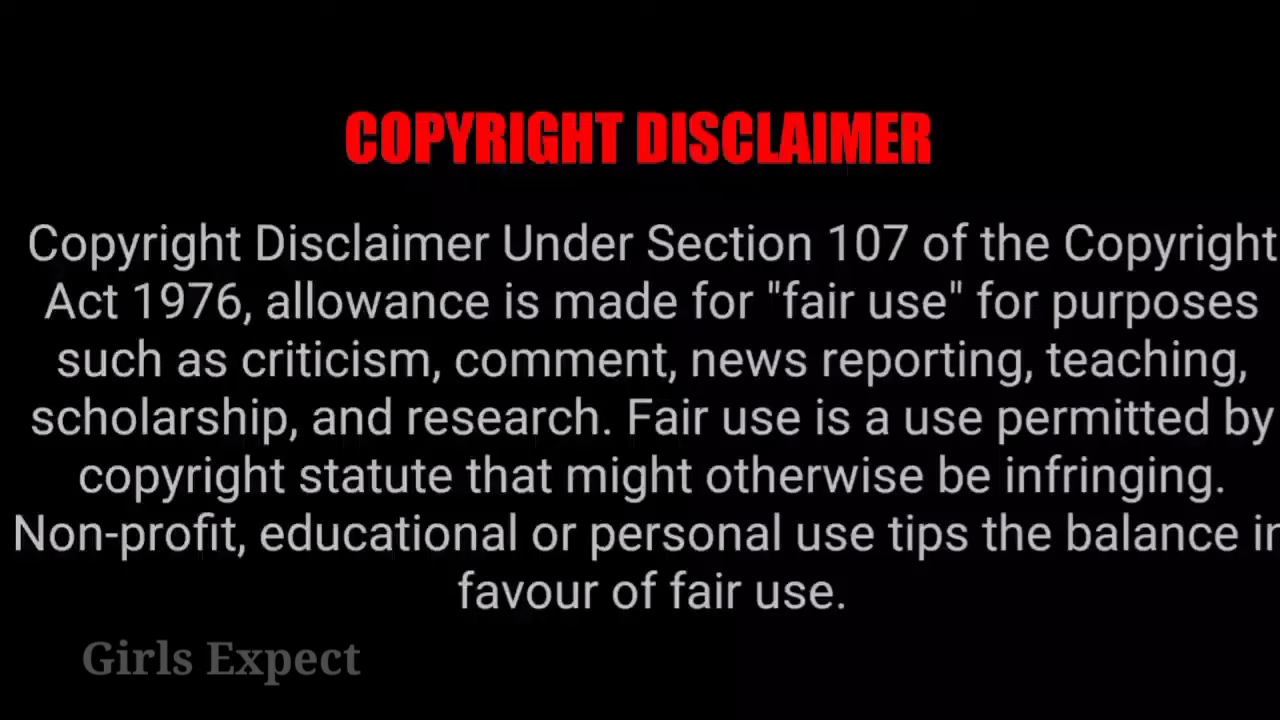 COPYRIGHT DISCLAIMER
Copyright Disclaimer Under Section 107 of the Copyright
Act 1976, allowance is made for "fair use" for purposes
such as criticism, comment, news reporting, teaching,
scholarship, and research. Fair use is a use permitted by
copyright statute that might otherwise be infringing.
Non-profit, educational or personal use tips the balance in
favour of fair use.
Girls Expect